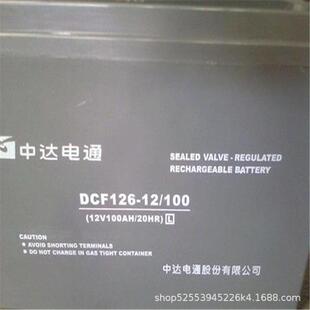 中达电通
SEALED VALVE - REGULATED
RECHARGEABLE BATTERY
DCF126-12/100
(12V100AH/20HR) L
CAUTION :
AVOID SHORTING TERMINALS
DO NOT CHARGE IN GAS TIGHT CONTAINER
中达电通股份有限公司
shop52553945226k4.1688.com